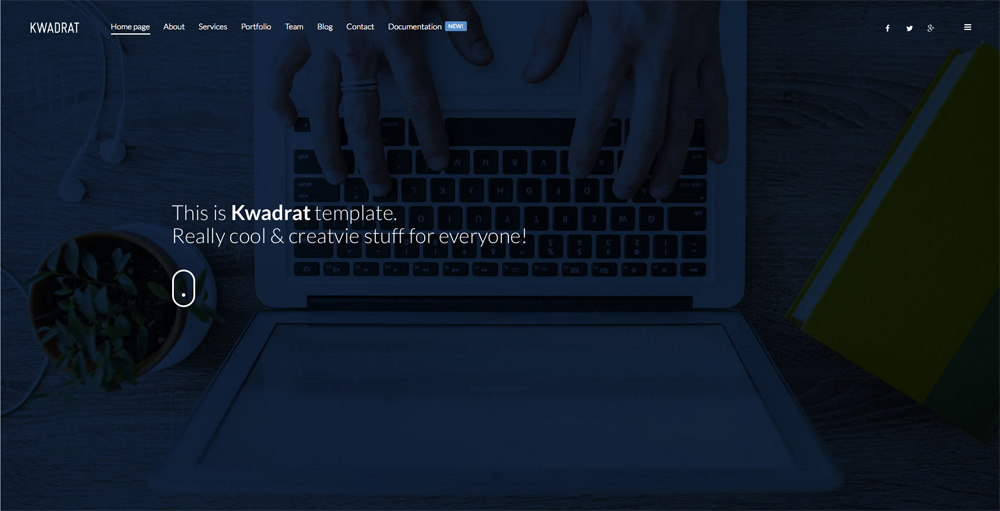 KWADRAT
Home page About Services Portfolio Team Blog Contact Documentation NEW!
This is Kwadrat template.
Really cool & creatvie stuff for everyone!